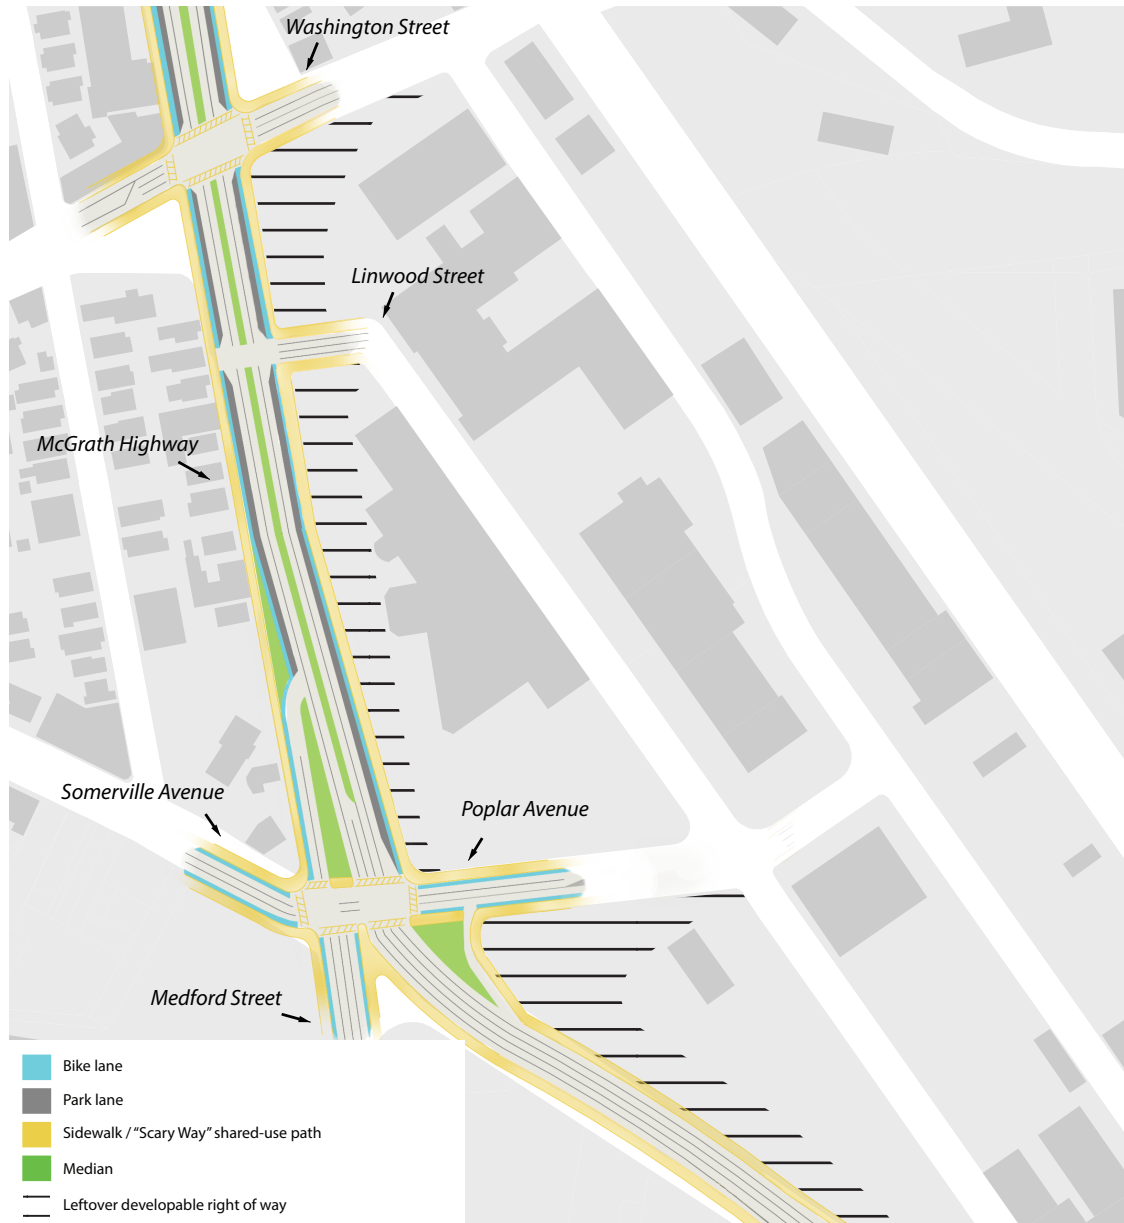 Washington Street
Linwood Street
McGrath Highway
Somerville Avenue
Poplar Avenue
Medford Street
Bike lane
Park lane
Sidewalk / “Scary Way” shared-use path
Median
Leftover developable right of way